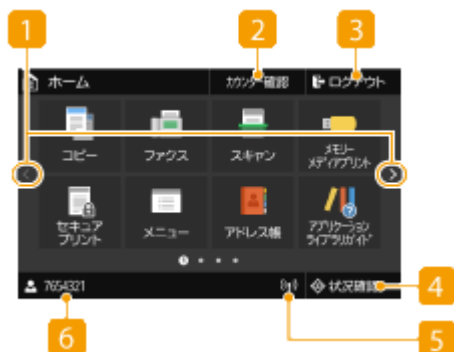 1
2
3
ホーム
カウンター確認
ログアウト
コピー
ファクス
スキャン
メモリー
メディアプリント
セキュア
プリント
メニュー
アドレス帳
アプリケーション
ライブラリガイド
7654321
状況確認
4
6
5